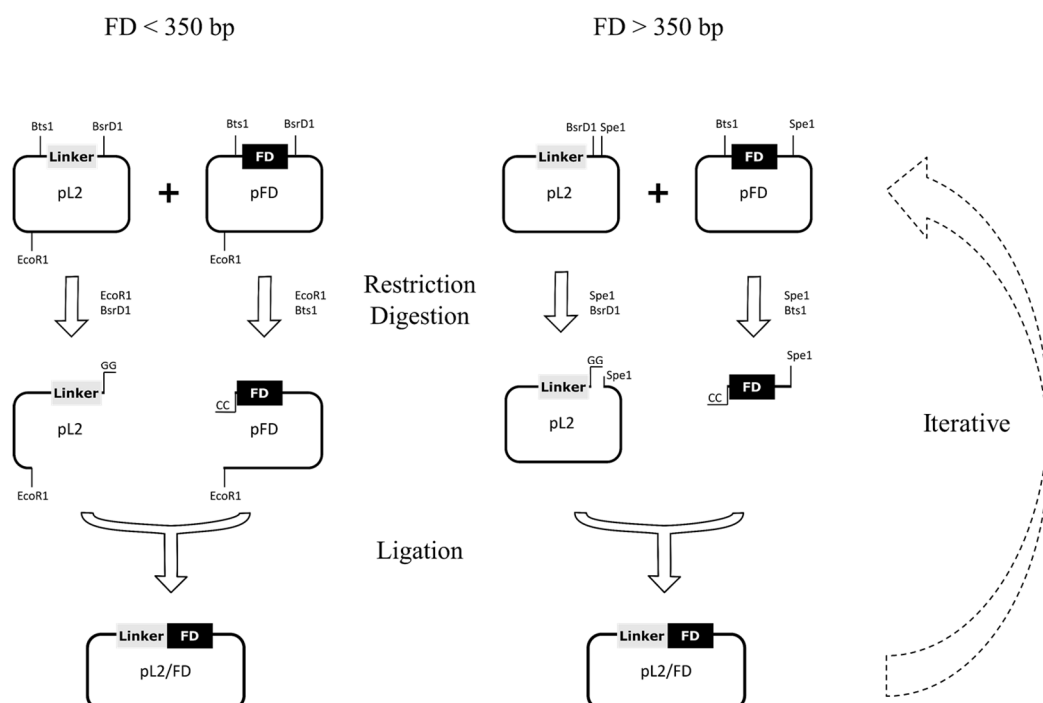 FD < 350 bp
FD > 350 bp
Bts1
BsrD1
Linker
pL2
+
Bts1
BsrD1
FD
pFD
EcoR1
EcoR1
BsrD1
Spe1
Linker
pL2
+
Bts1
Spe1
FD
pFD
EcoR1
BsrD1
EcoR1
Bts1
Restriction
Digestion
Spe1
BsrD1
Spe1
Bts1
GG
Linker
pL2
EcoR1
CC
FD
pFD
EcoR1
GG
Spe1
Linker
pL2
Spe1
CC
FD
Iterative
Ligation
Linker
FD
pL2/FD
Linker
FD
pL2/FD